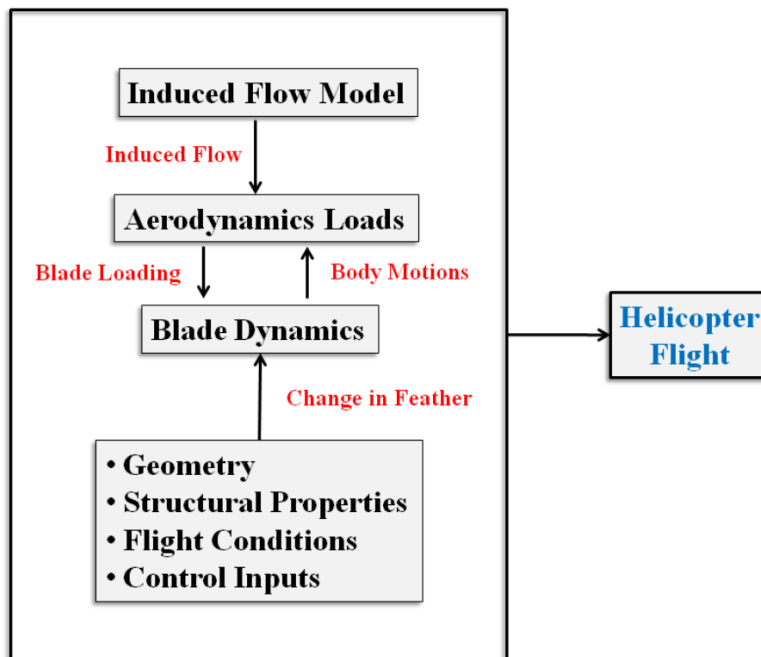 Induced Flow Model
Induced Flow
Aerodynamics Loads
Blade Loading
Body Motions
Blade Dynamics
Change in Feather
• Geometry
• Structural Properties
• Flight Conditions
• Control Inputs
Helicopter
Flight